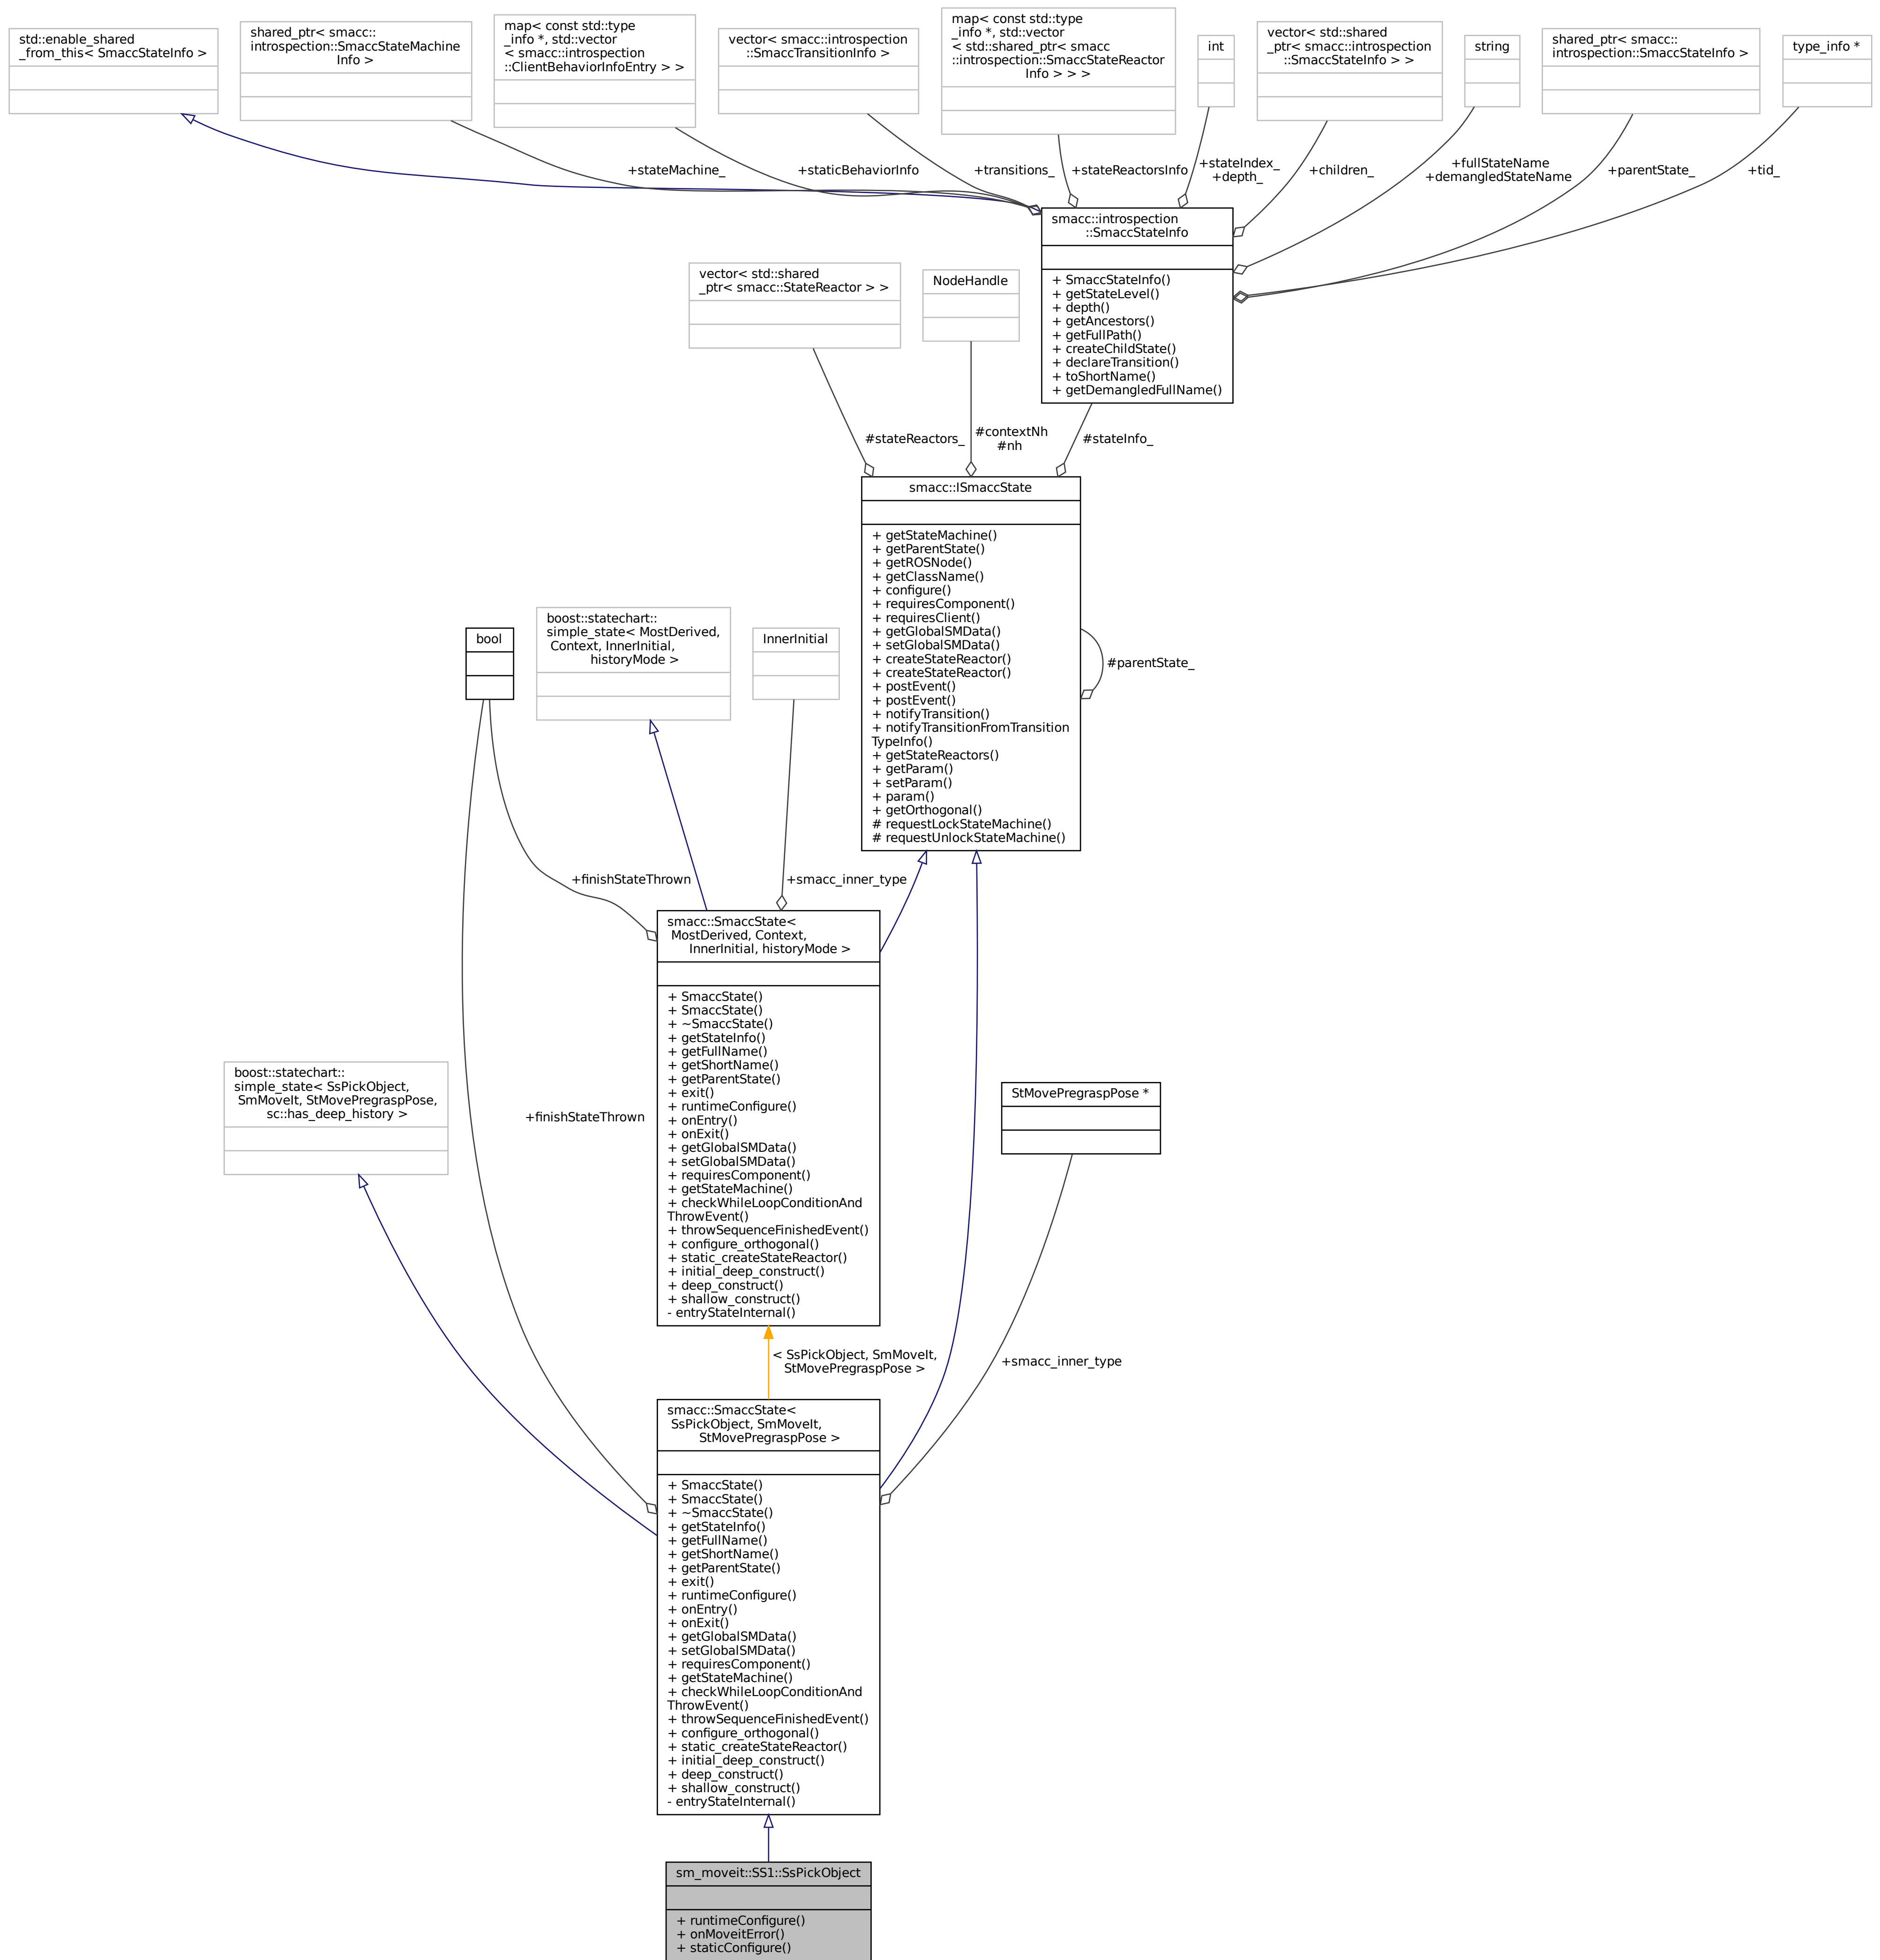 std::enable_shared
_from_this< SmaccStateInfo >
shared_ptr< smacc::
introspection::SmaccStateMachine
Info >
map< const std::type
_info *, std::vector
< smacc::introspection
::ClientBehaviorInfoEntry > >
vector< smacc::introspection
::SmaccTransitionInfo >
map< const std::type
_info *, std::vector
< std::shared_ptr< smacc
::introspection::SmaccStateReactor
Info > > >
int
vector< std::shared
_ptr< smacc::introspection
::SmaccStateInfo > >
string
shared_ptr< smacc::
introspection::SmaccStateInfo >
type_info *
+stateMachine_
+staticBehaviorInfo
+transitions_
+stateReactorsInfo
+stateIndex_
+depth_
+children_
+fullStateName
+demangledStateName
+parentState_
+tid_
smacc::introspection
::SmaccStateInfo
+ SmaccStateInfo()
+ getStateLevel()
+ depth()
+ getAncestors()
+ getFullPath()
+ createChildState()
+ declareTransition()
+ toShortName()
+ getDemangledFullName()
vector< std::shared
_ptr< smacc::StateReactor > >
NodeHandle
#stateReactors_
#contextNh
#nh
#stateInfo_
smacc::ISmaccState
+ getStateMachine()
+ getParentState()
+ getROSNode()
+ getClassName()
+ configure()
+ requiresComponent()
+ requiresClient()
+ getGlobalSMData()
+ setGlobalSMData()
+ createStateReactor()
+ createStateReactor()
+ postEvent()
+ postEvent()
+ notifyTransition()
+ notifyTransitionFromTransition
TypeInfo()
+ getStateReactors()
+ getParam()
+ setParam()
+ param()
+ getOrthogonal()
# requestLockStateMachine()
# requestUnlockStateMachine()
#parentState_
bool
boost::statechart::
simple_state< MostDerived,
Context, InnerInitial,
historyMode >
InnerInitial
+finishStateThrown
+smacc_inner_type
smacc::SmaccState<
MostDerived, Context,
InnerInitial, historyMode >
+ SmaccState()
+ SmaccState()
+ ~SmaccState()
+ getStateInfo()
+ getFullName()
+ getShortName()
+ getParentState()
+ exit()
+ runtimeConfigure()
+ onEntry()
+ onExit()
+ getGlobalSMData()
+ setGlobalSMData()
+ requiresComponent()
+ getStateMachine()
+ checkWhileLoopConditionAnd
ThrowEvent()
+ throwSequenceFinishedEvent()
+ configure_orthogonal()
+ static_createStateReactor()
+ initial_deep_construct()
+ deep_construct()
+ shallow_construct()
- entryStateInternal()
boost::statechart::
simple_state< SsPickObject,
SmMoveIt, StMovePregraspPose,
sc::has_deep_history >
+finishStateThrown
StMovePregraspPose *
< SsPickObject, SmMoveIt,
StMovePregraspPose >
+smacc_inner_type
smacc::SmaccState<
SsPickObject, SmMoveIt,
StMovePregraspPose >
+ SmaccState()
+ SmaccState()
+ ~SmaccState()
+ getStateInfo()
+ getFullName()
+ getShortName()
+ getParentState()
+ exit()
+ runtimeConfigure()
+ onEntry()
+ onExit()
+ getGlobalSMData()
+ setGlobalSMData()
+ requiresComponent()
+ getStateMachine()
+ checkWhileLoopConditionAnd
ThrowEvent()
+ throwSequenceFinishedEvent()
+ configure_orthogonal()
+ static_createStateReactor()
+ initial_deep_construct()
+ deep_construct()
+ shallow_construct()
- entryStateInternal()
sm_moveit::SS1::SsPickObject
+ runtimeConfigure()
+ onMoveitError()
+ staticConfigure()